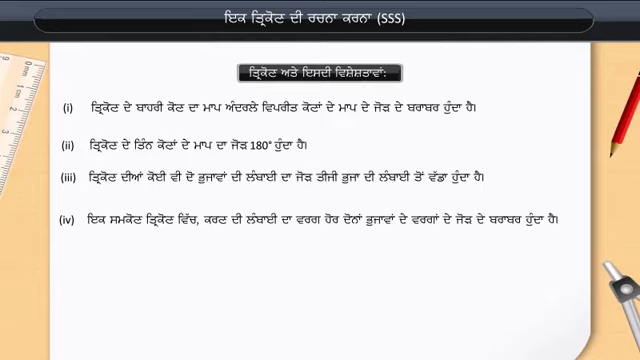 ਇਕ ਤ੍ਰਿਕੋਣ ਦੀ ਰਚਨਾ ਕਰਨਾ (SSS)
ਤ੍ਰਿਕੋਣ ਅਤੇ ਇਸਦੀ ਵਿਸ਼ੇਸ਼ਤਾਵਾਂ:
(i) ਤ੍ਰਿਕੋਣ ਦੇ ਬਾਹਰੀ ਕੋਣ ਦਾ ਮਾਪ ਅੰਦਰਲੇ ਵਿਪਰੀਤ ਕੋਣਾਂ ਦੇ ਮਾਪ ਦੇ ਜੋੜ ਦੇ ਬਰਾਬਰ ਹੁੰਦਾ ਹੈ।
(ii) ਤ੍ਰਿਕੋਣ ਦੇ ਤਿੰਨ ਕੋਣਾਂ ਦੇ ਮਾਪ ਦਾ ਜੋੜ 180° ਹੁੰਦਾ ਹੈ।
(iii) ਤ੍ਰਿਕੋਣ ਦੀਆਂ ਕੋਈ ਵੀ ਦੋ ਭੁਜਾਵਾਂ ਦੀ ਲੰਬਾਈ ਦਾ ਜੋੜ ਤੀਜੀ ਭੁਜਾ ਦੀ ਲੰਬਾਈ ਤੋਂ ਵੱਡਾ ਹੁੰਦਾ ਹੈ।
(iv) ਇਕ ਸਮਕੋਣ ਤ੍ਰਿਕੋਣ ਵਿੱਚ, ਕਰਣ ਦੀ ਲੰਬਾਈ ਦਾ ਵਰਗ ਹੋਰ ਦੋਨਾਂ ਭੁਜਾਵਾਂ ਦੇ ਵਰਗਾਂ ਦੇ ਜੋੜ ਦੇ ਬਰਾਬਰ ਹੁੰਦਾ ਹੈ।